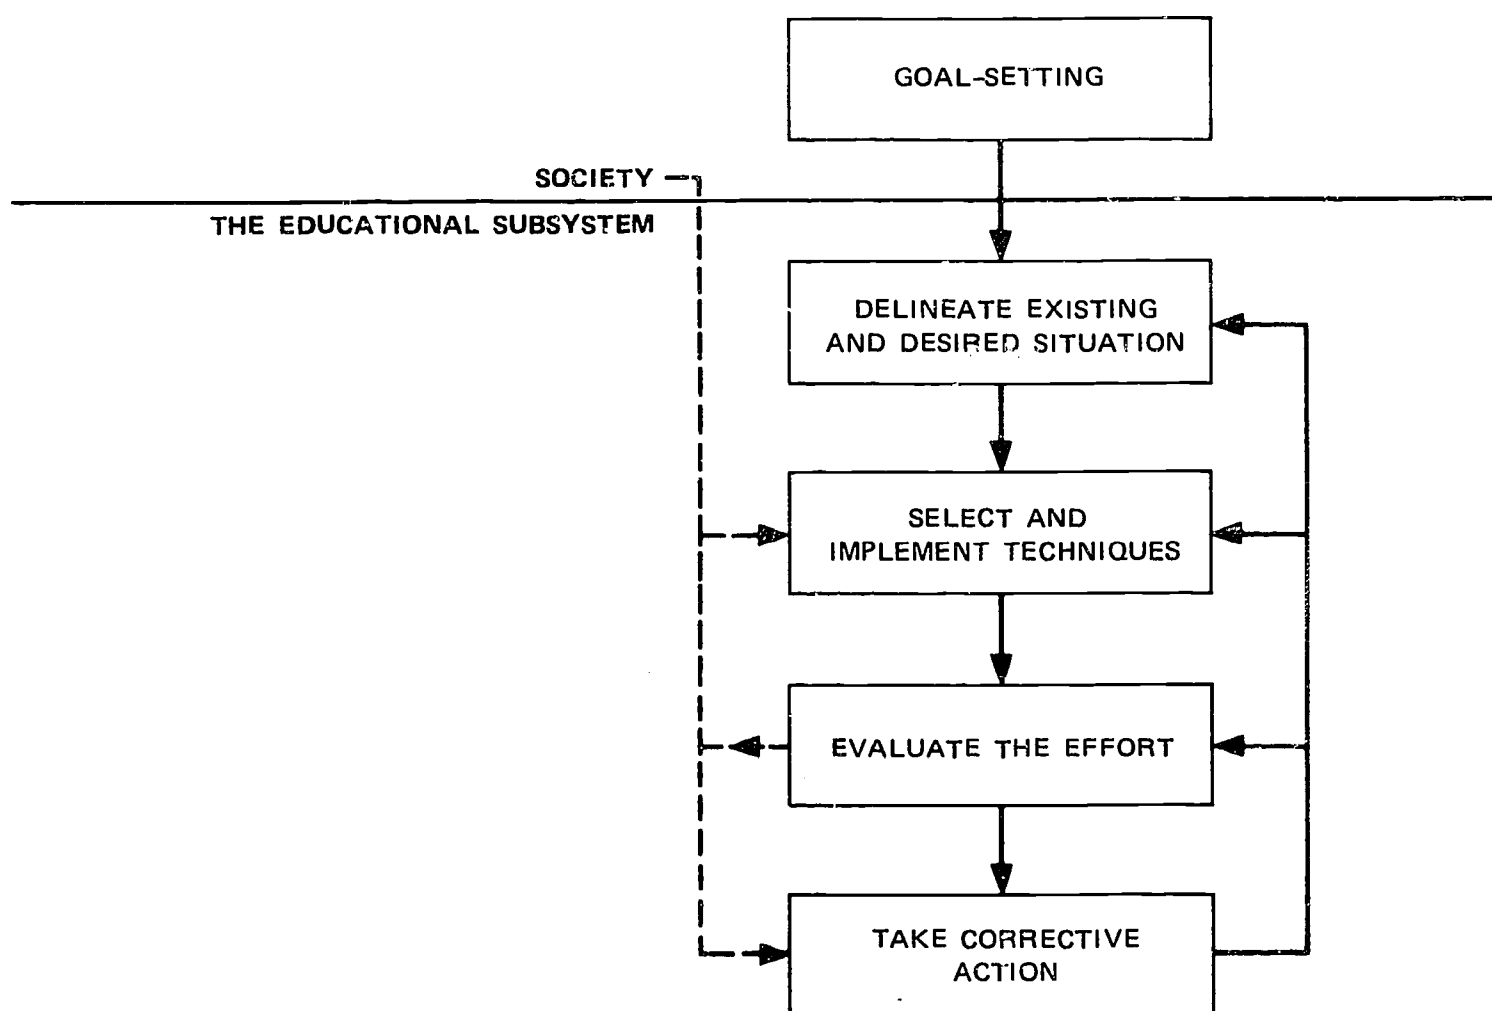 GOAL-SETTING
SOCIETY
THE EDUCATIONAL SUBSYSTEM
DELINEATE EXISTING
AND DESIRED SITUATION
SELECT AND
IMPLEMENT TECHNIQUES
EVALUATE THE EFFORT
TAKE CORRECTIVE
ACTION